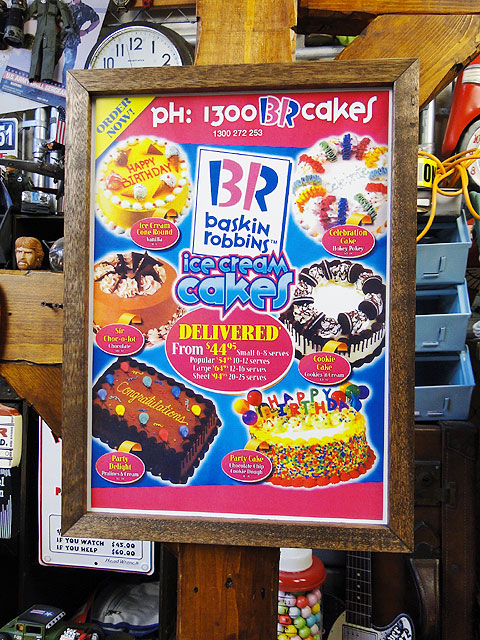 12
ORDER NOW!
PH: 1300 BR cakes
1300 272 253
HAPPY BIRTHDAY
BR
baskin robbins™
Ice Cream
Cone Round
Vanilla
Celebration
Cake
Hokey Pokey
ice cream
cakes
DELIVERED
From $44.95 Small 6-8 serves
Popular $54.95 10-12 serves
Large $64.95 12-16 serves
Sheet $94.95 20-25 serves
Sir
Choc-o-lot
Chocolate
Cookie
Cake
Cookies & Cream
Congratulations
HAPPY
BIRTHDAY
Party
Delight
Pralines & Cream
Party Cake
Chocolate Chip
Cookie Dough
51
01
IF YOU WATCH $45.00
IF YOU HELP $60.00